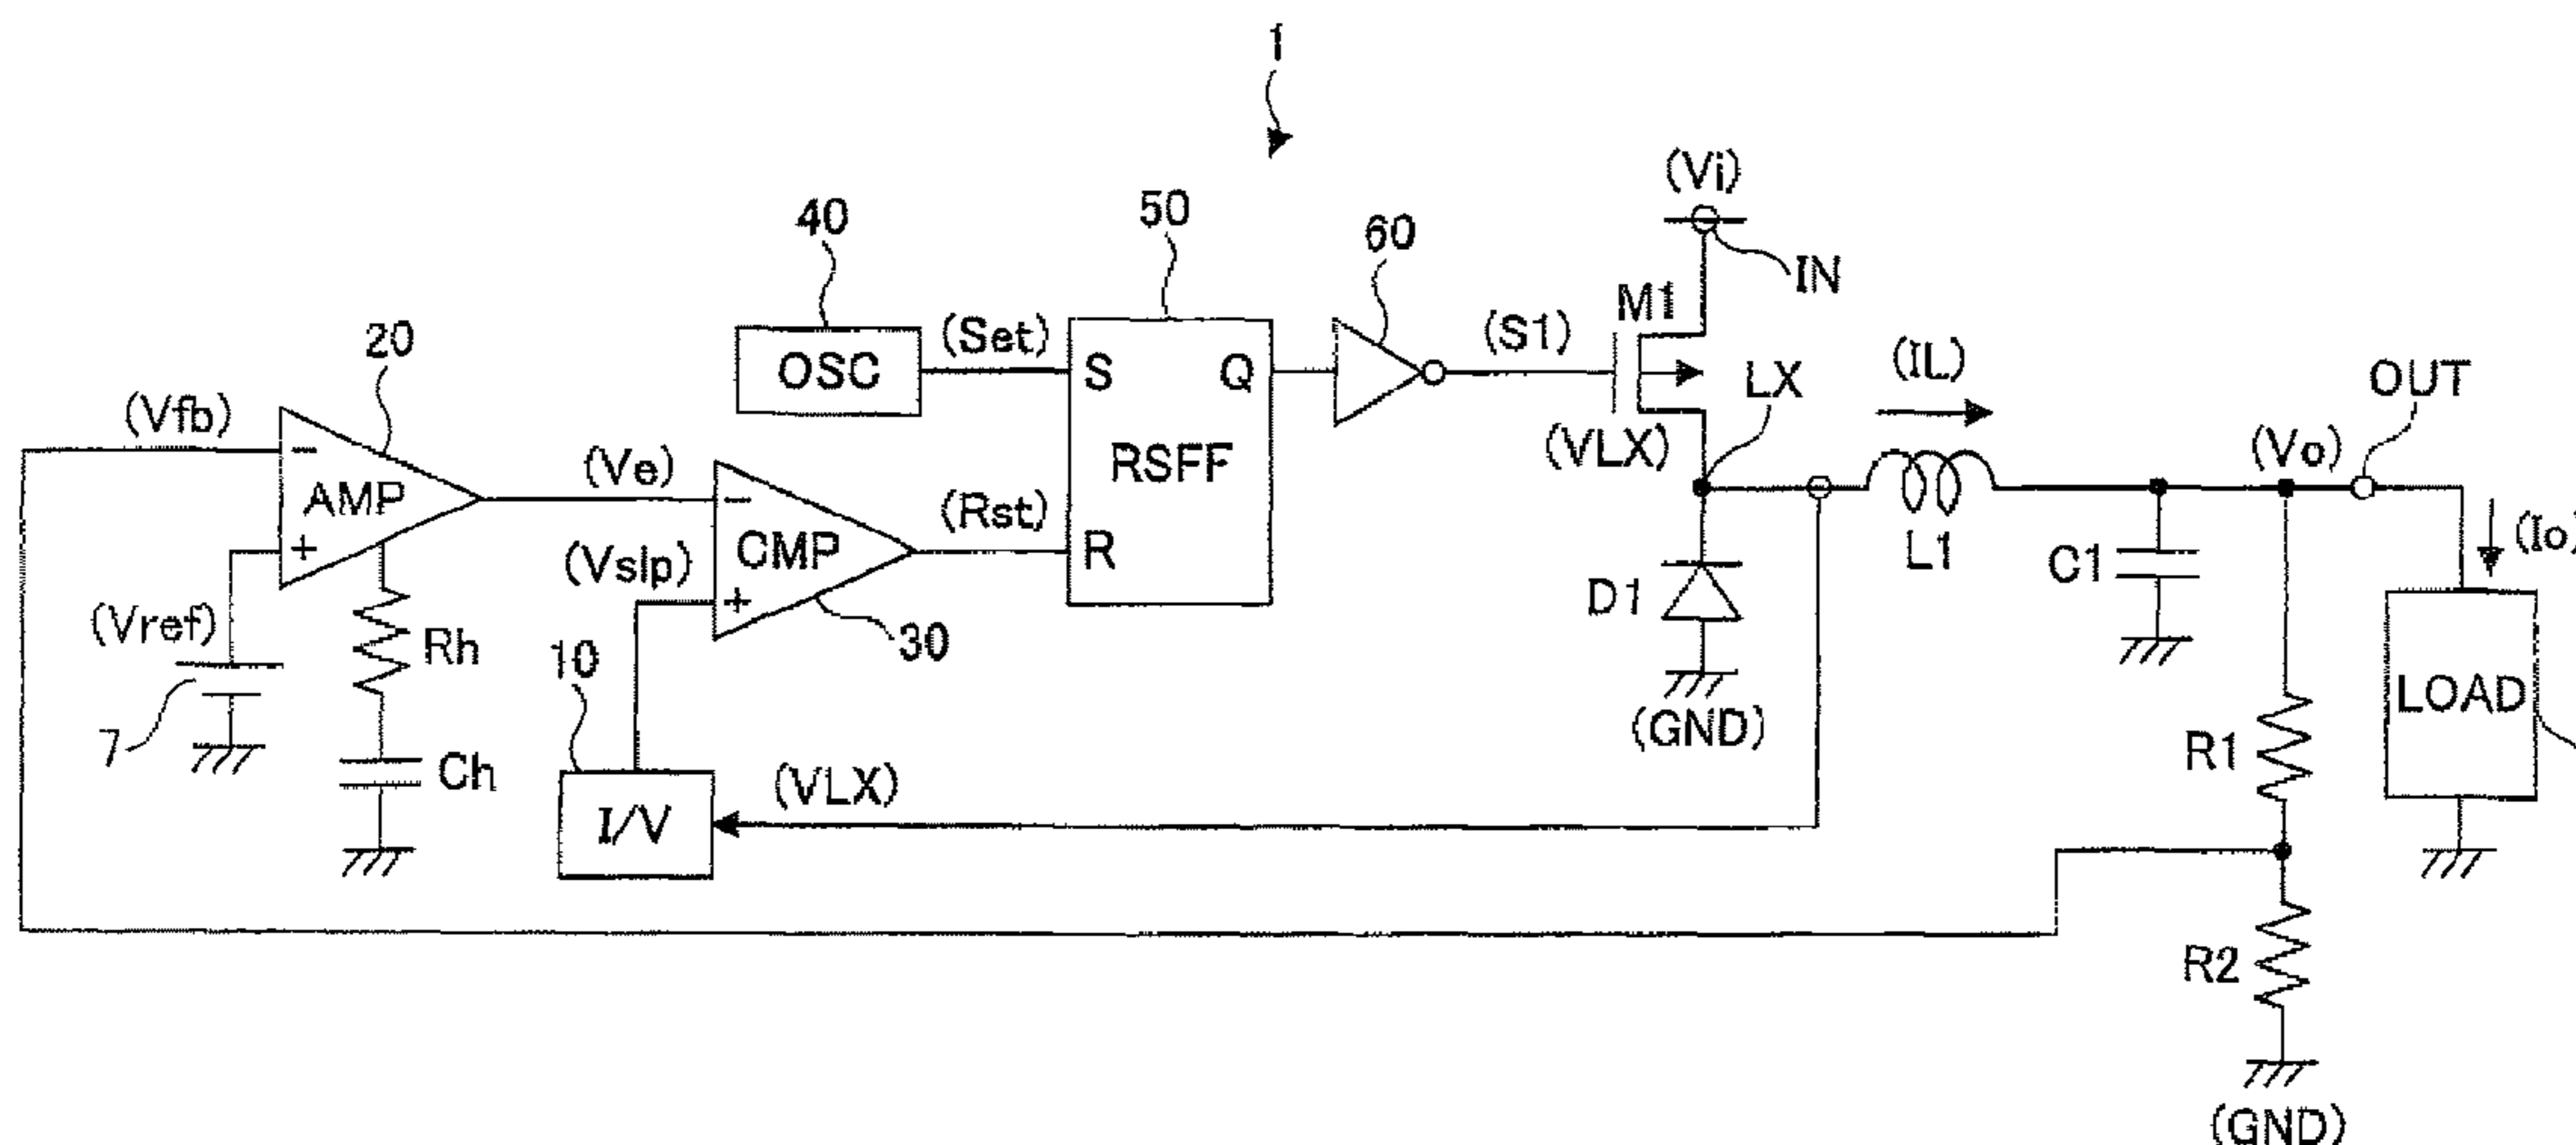 1
(Vi)
IN
40
50
60
M1
(S1)
(IL)
OUT
20
OSC
(Set)
S
Q
LX
(Vfb)
(Ve)
RSFF
(VLX)
(Vo)
−
AMP
+
−
CMP
+
(Rst)
R
(Vslp)
L1
C1
(Io)
D1
(Vref)
Rh
10
30
LOAD
(GND)
7
Ch
I/V
(VLX)
R1
R2
(GND)